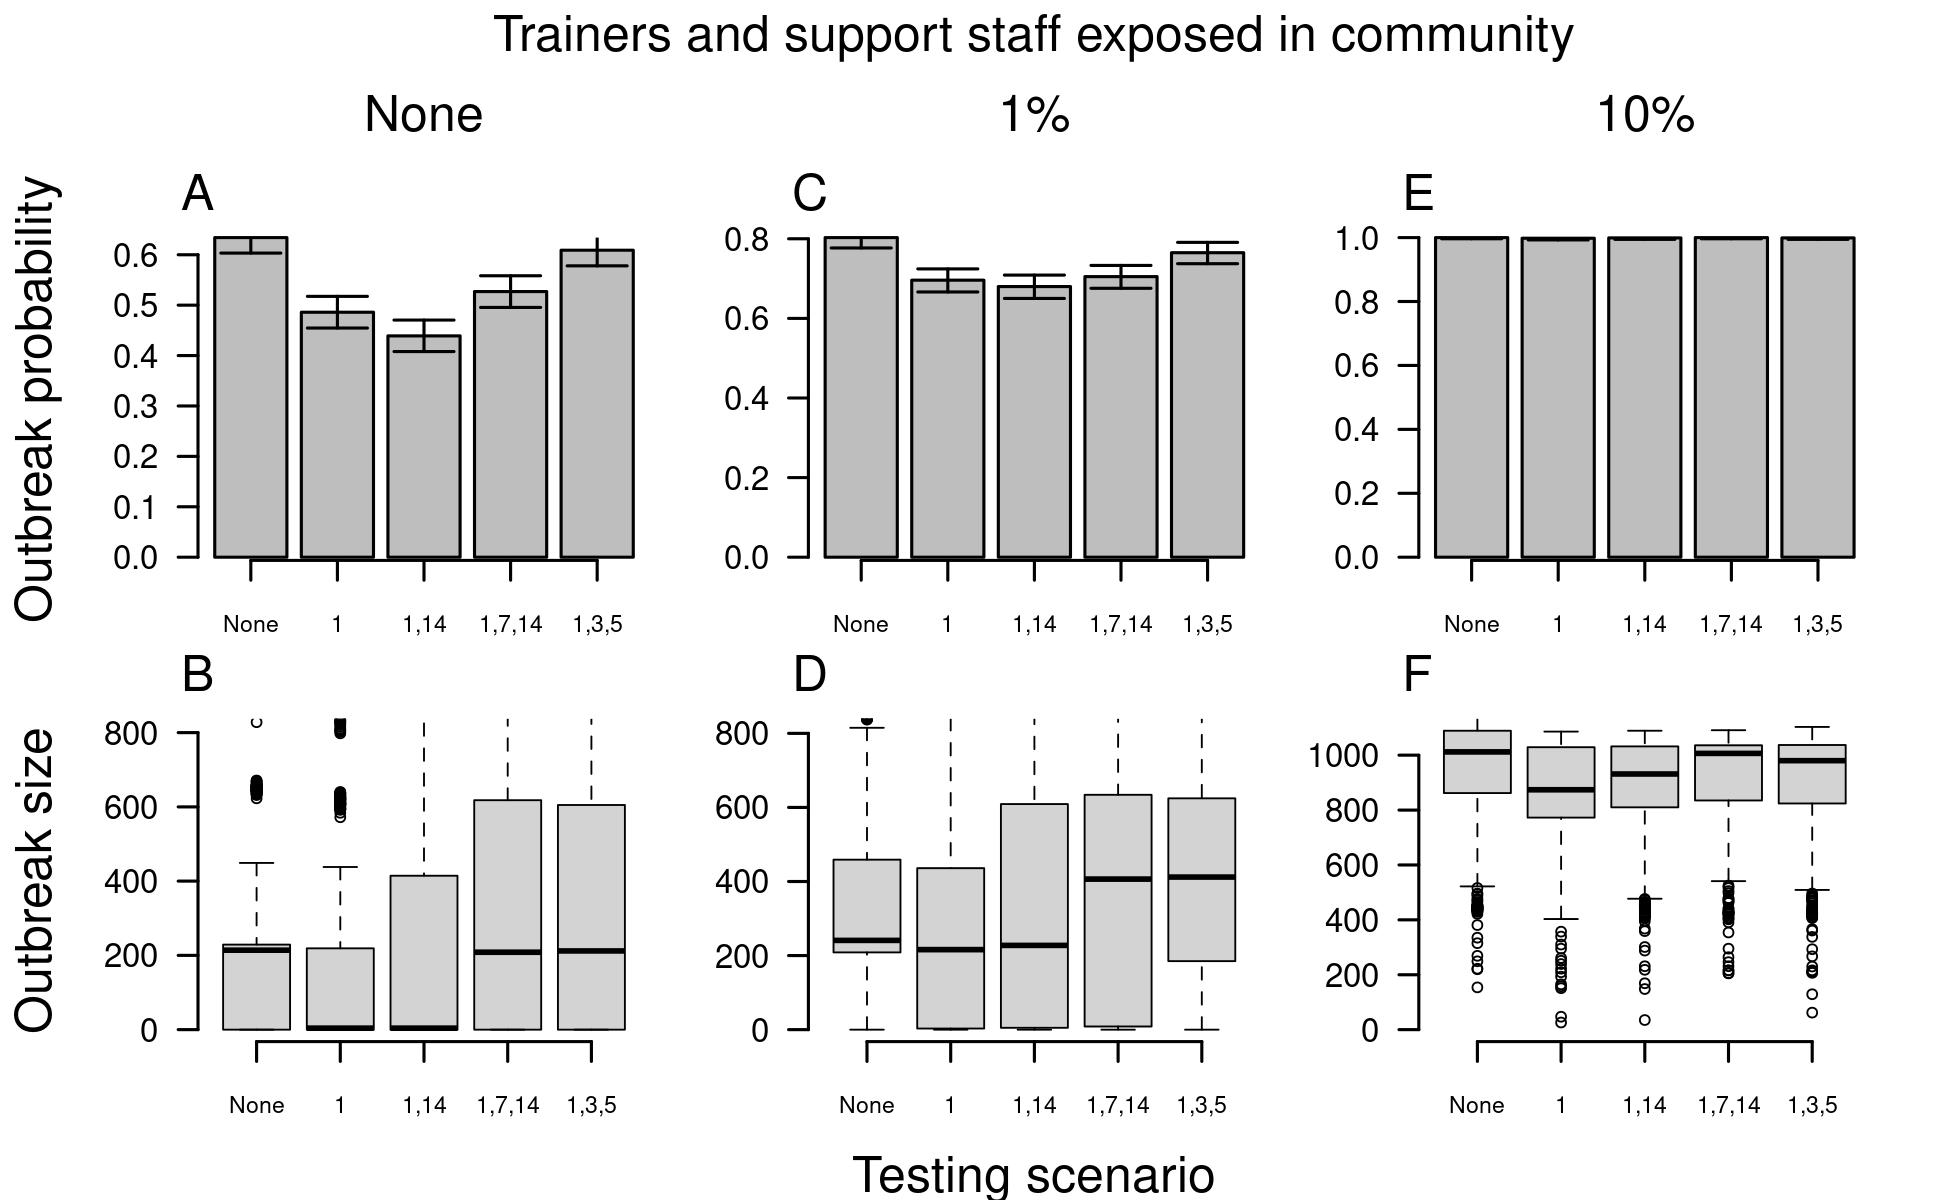 Trainers and support staff exposed in community
None 1% 10%
Outbreak probability
A
0.6
0.5
0.4
0.3
0.2
0.1
0.0
None 1 1,14 1,7,14 1,3,5
C
0.8
0.6
0.4
0.2
0.0
None 1 1,14 1,7,14 1,3,5
E
1.0
0.8
0.6
0.4
0.2
0.0
None 1 1,14 1,7,14 1,3,5
Outbreak size
B
800
600
400
200
0
None 1 1,14 1,7,14 1,3,5
D
800
600
400
200
0
None 1 1,14 1,7,14 1,3,5
F
1000
800
600
400
200
0
None 1 1,14 1,7,14 1,3,5
Testing scenario